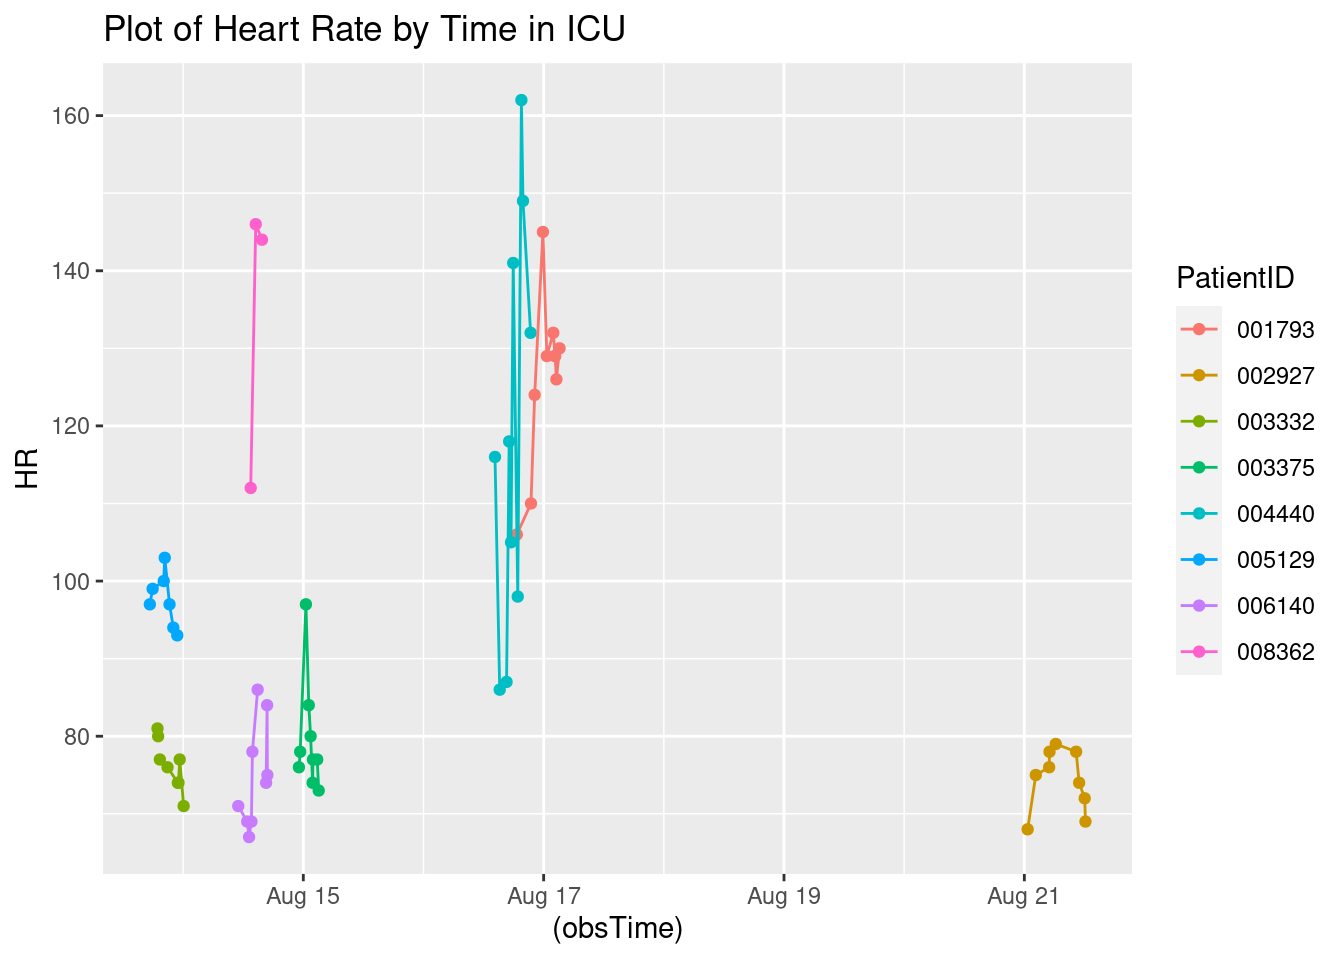 Plot of Heart Rate by Time in ICU
160
140
120
100
80
HR
Aug 15
Aug 17
Aug 19
Aug 21
(obsTime)
PatientID
001793
002927
003332
003375
004440
005129
006140
008362